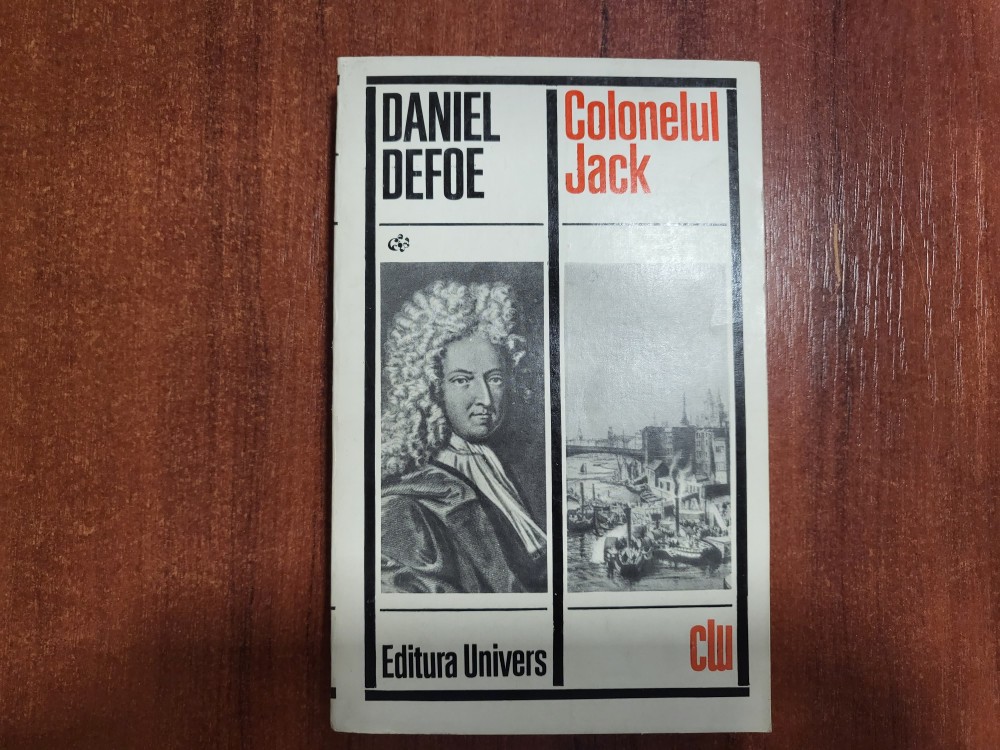 DANIEL
DEFOE
Colonelul
Jack
Editura Univers
clu